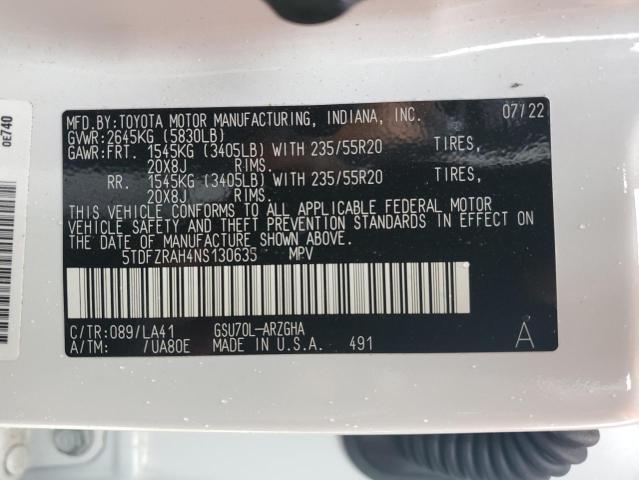 MFD.BY:TOYOTA MOTOR MANUFACTURING, INDIANA, INC. 07/22
GVWR:2645KG (5830LB)
GAWR:FRT. 1545KG (3405LB) WITH 235/55R20 TIRES,
20X8J RIMS.
RR. 1545KG (3405LB) WITH 235/55R20 TIRES,
20X8J RIMS.
THIS VEHICLE CONFORMS TO ALL APPLICABLE FEDERAL MOTOR
VEHICLE SAFETY AND THEFT PREVENTION STANDARDS IN EFFECT ON
THE DATE OF MANUFACTURE SHOWN ABOVE.
5TDFZRAH4NS130635 MPV
C/TR:089/LA41 GSU70L-ARZGHA
A/TM: /UA80E MADE IN U.S.A. 491 A
0E740